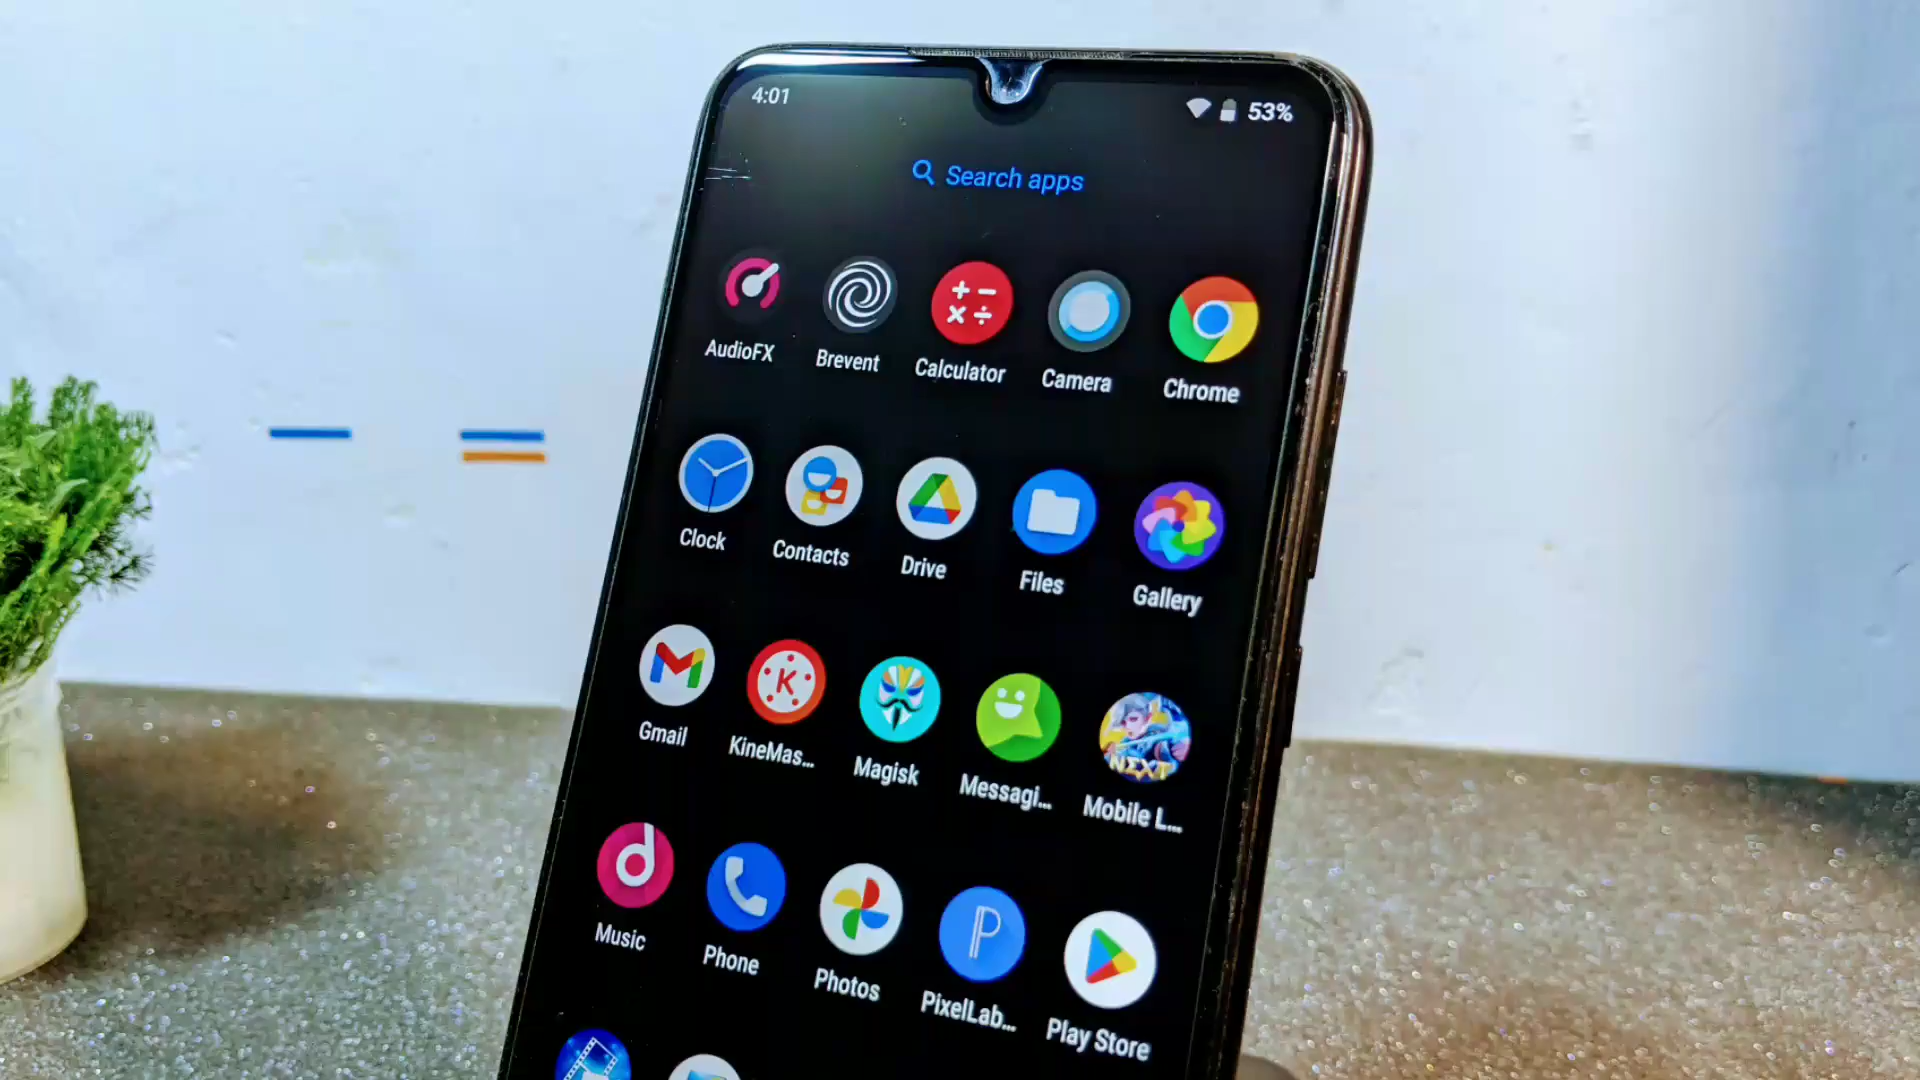 4:01
53%
Search apps
AudioFX
Brevent
Calculator
Camera
Chrome
Clock
Contacts
Drive
Files
Gallery
Gmail
K
KineMas...
Magisk
Messagi...
NEXT
Mobile L...
Music
Phone
Photos
P
PixelLab...
Play Store